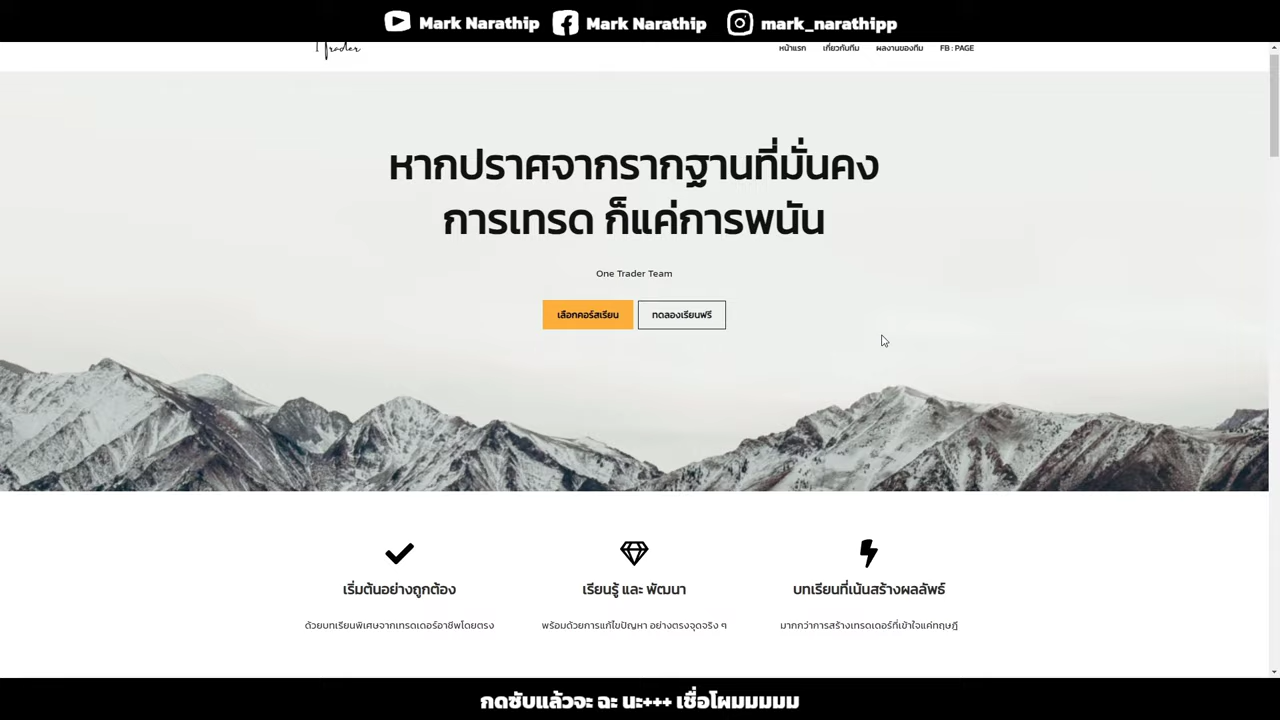 Mark Narathip Mark Narathip mark_narathipp
1 Trader หน้าแรก เกี่ยวกับทีม ผลงานของทีม FB : PAGE
หากปราศจากรากฐานที่มั่นคง
การเทรด ก็แค่การพนัน
One Trader Team
เลือกคอร์สเรียน ทดลองเรียนฟรี
เริ่มต้นอย่างถูกต้อง เรียนรู้ และ พัฒนา บทเรียนที่เน้นสร้างผลลัพธ์
ด้วยบทเรียนพิเศษจากเทรดเดอร์อาชีพโดยตรง พร้อมด้วยการแก้ไขปัญหา อย่างตรงจุดจริง ๆ มากกว่าการสร้างเทรดเดอร์ที่เข้าใจแค่ทฤษฎี
กดซับแล้วจะ ฉะ นะ+++ เชื่อโผมมมมม